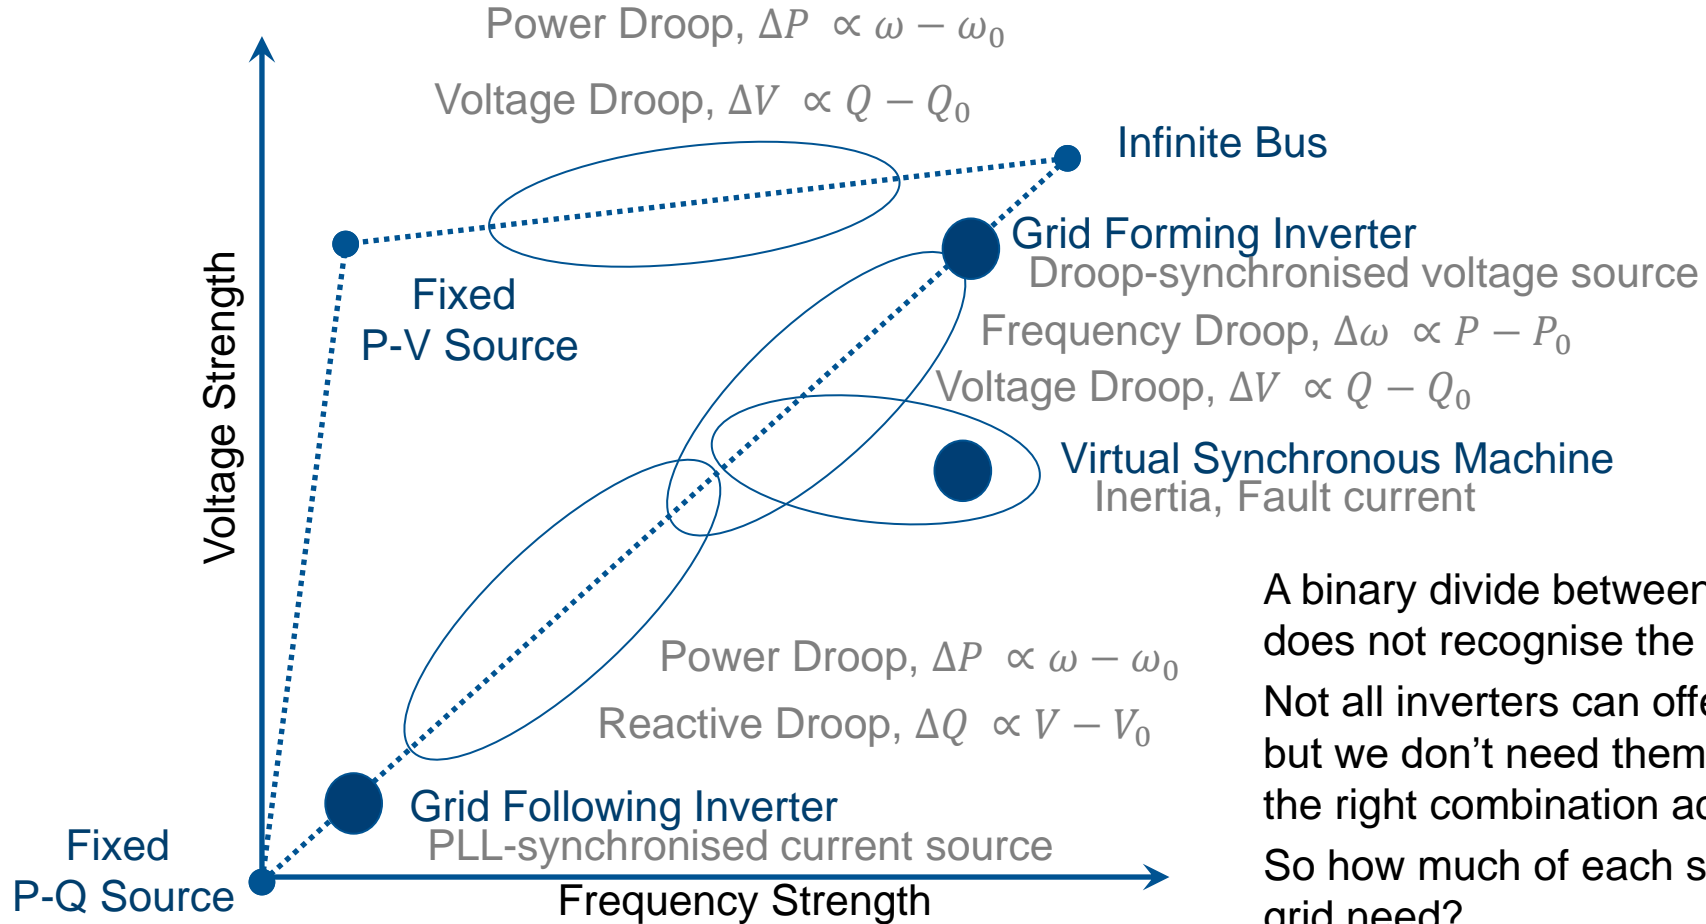 Power Droop, ΔP ∝ ω − ω₀
Voltage Droop, ΔV ∝ Q − Q₀
Infinite Bus
Grid Forming Inverter
Droop-synchronised voltage source
Frequency Droop, Δω ∝ P − P₀
Voltage Droop, ΔV ∝ Q − Q₀
Fixed
P-V Source
Voltage Strength
Virtual Synchronous Machine
Inertia, Fault current
Power Droop, ΔP ∝ ω − ω₀
Reactive Droop, ΔQ ∝ V − V₀
Grid Following Inverter
PLL-synchronised current source
Fixed
P-Q Source
Frequency Strength
A binary divide between
does not recognise the
Not all inverters can offe
but we don’t need them
the right combination ac
So how much of each s
grid need?